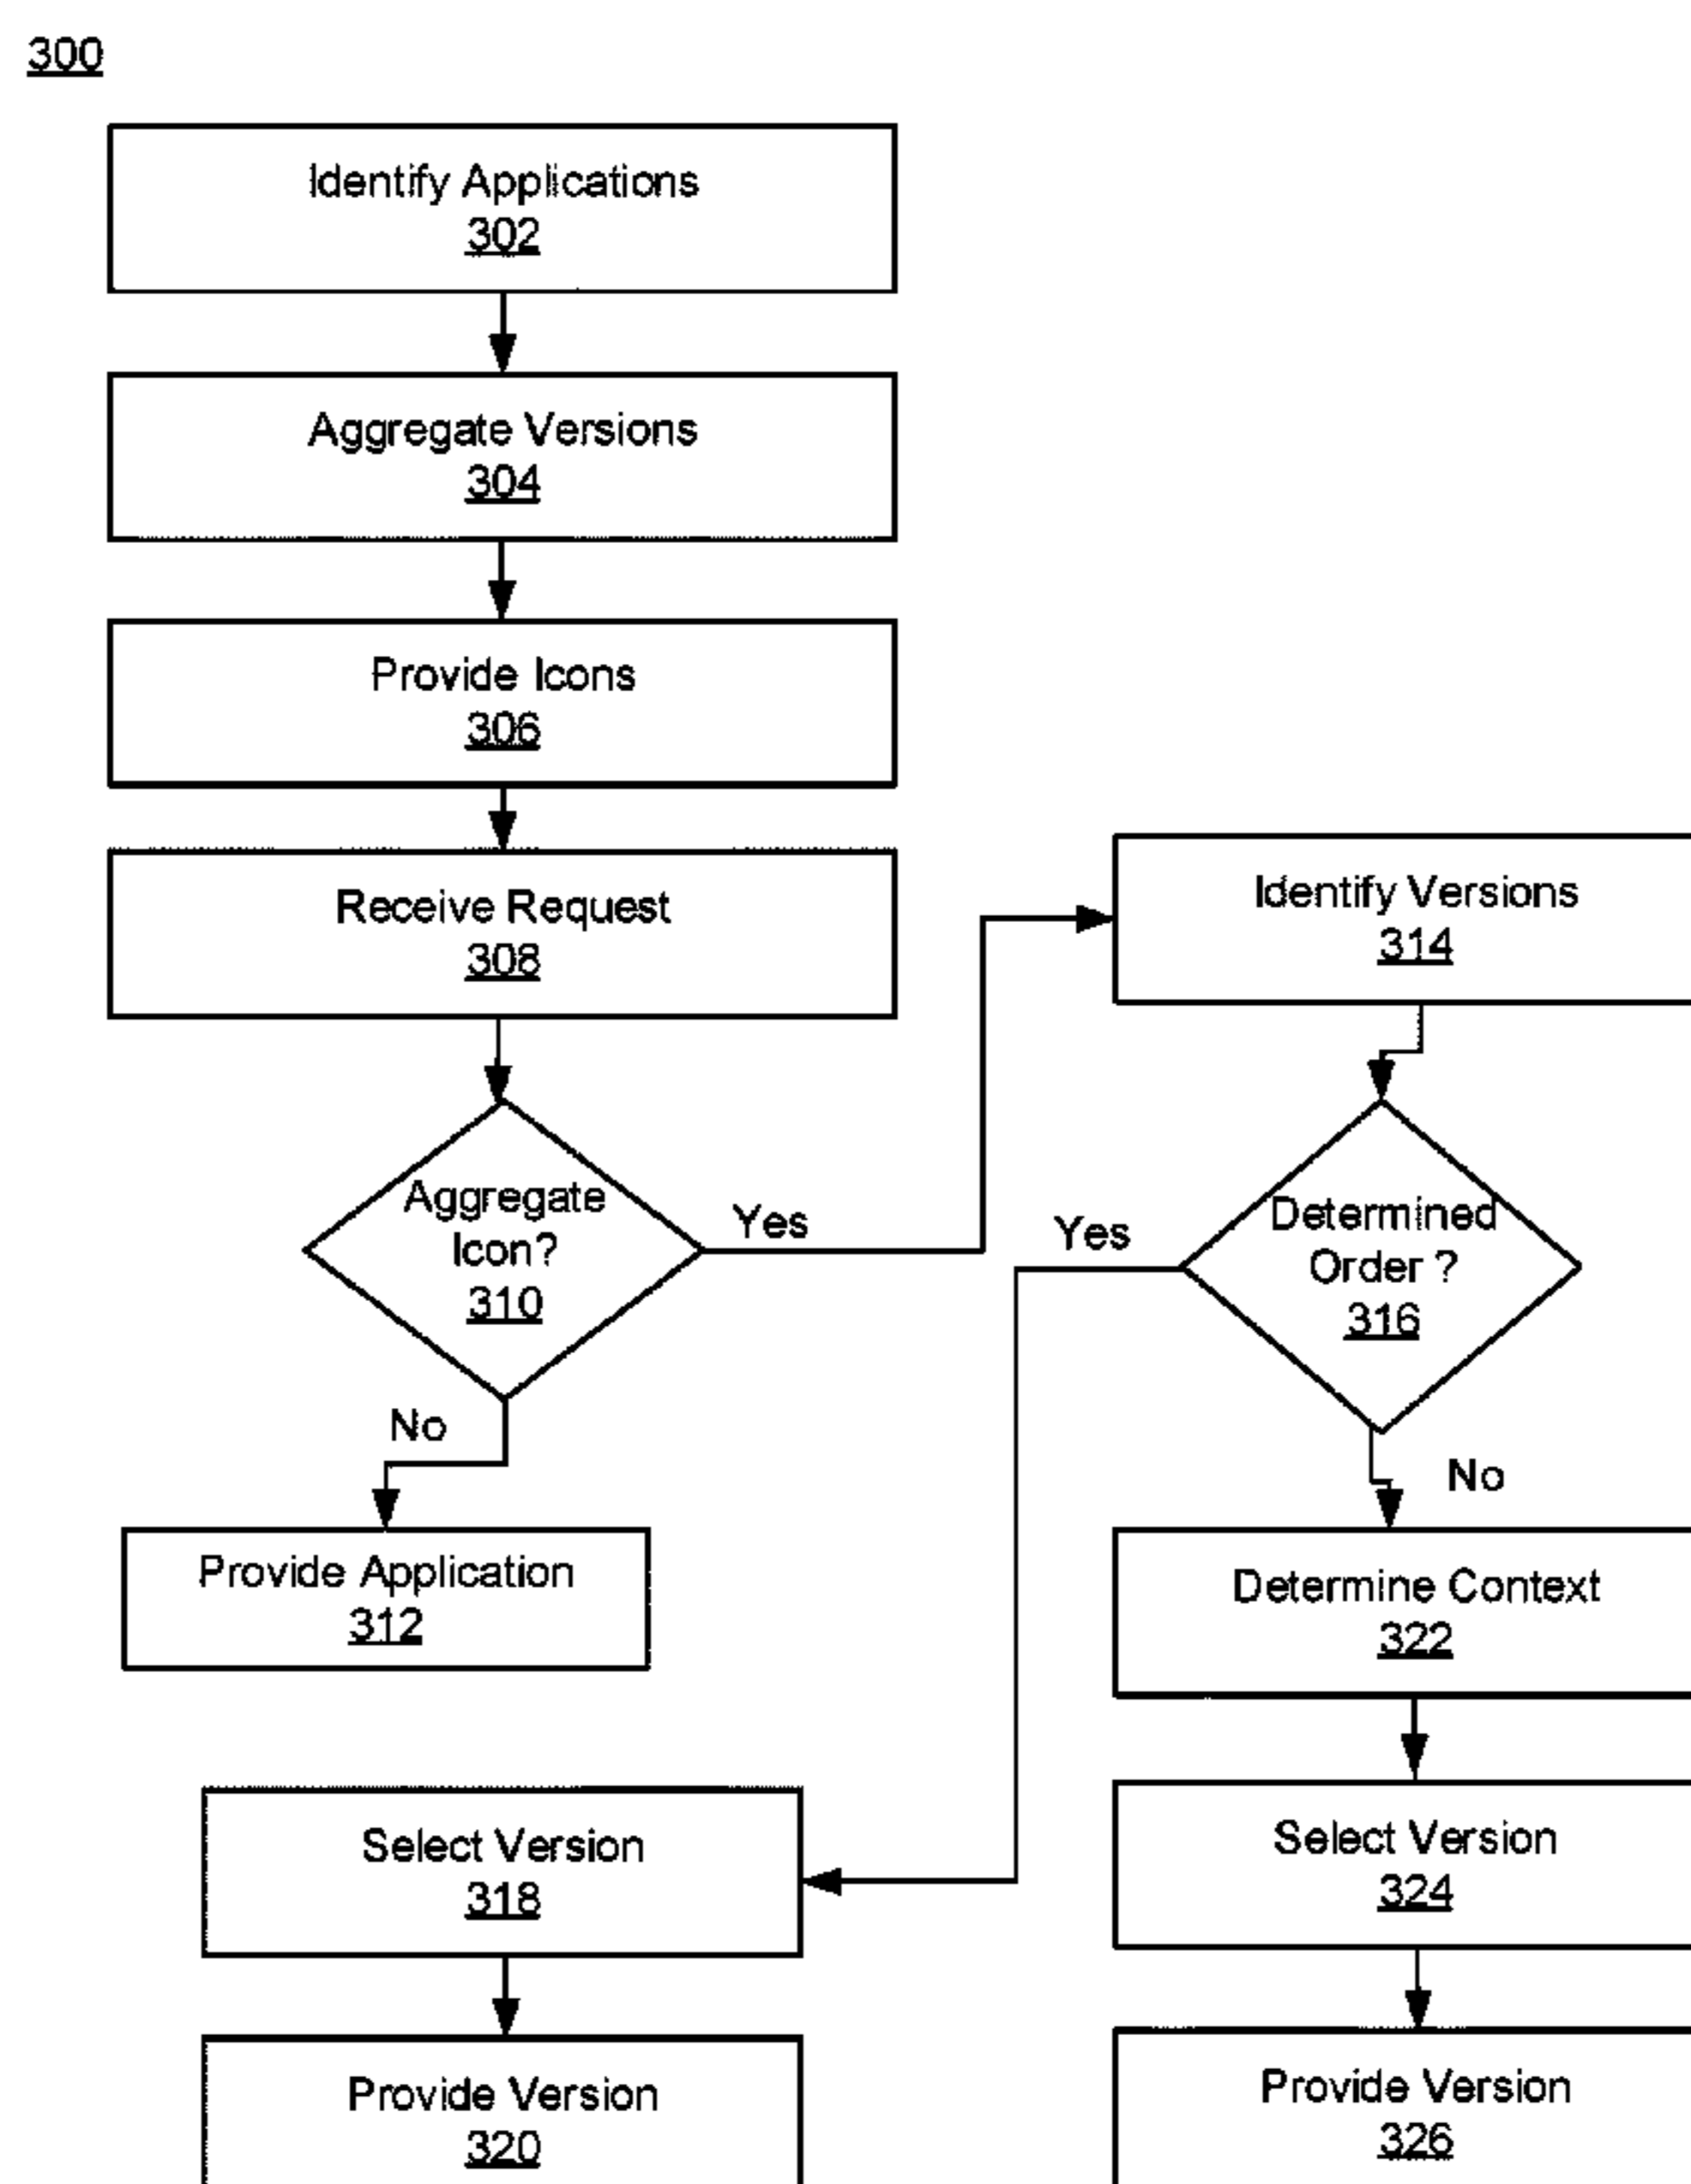 300
Identify Applications
302
Aggregate Versions
304
Provide Icons
306
Receive Request
308
Aggregate
Icon?
310
Yes
No
Provide Application
312
Identify Versions
314
Determined
Order ?
316
Yes
No
Select Version
318
Provide Version
320
Determine Context
322
Select Version
324
Provide Version
326